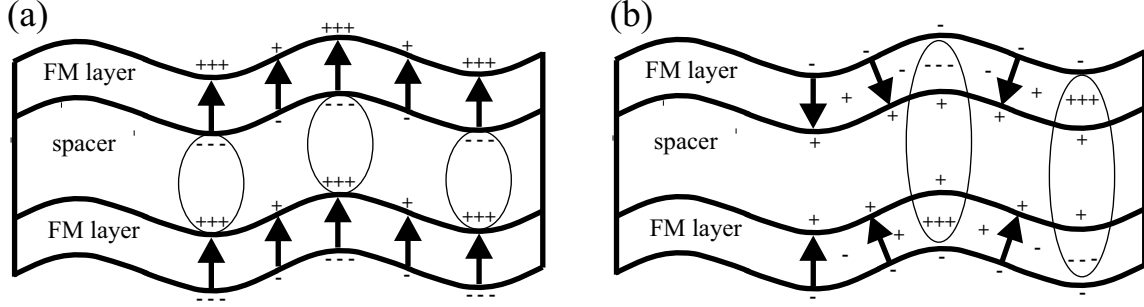 (a)
+++ + +++ + +++
FM layer
- - - - - - - - - - -
spacer
+++ + +++ + +++
FM layer
- - - - - - - - - - -
(b)
- - - - -
FM layer
- - - - -
+ + +++
+ + + + +
spacer
+ + + + +
FM layer
+ +++ +
- - - - -
- - - - -